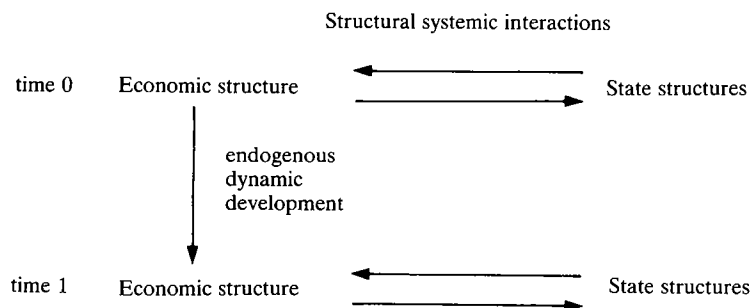 Structural systemic interactions
time 0 Economic structure State structures
endogenous
dynamic
development
time 1 Economic structure State structures